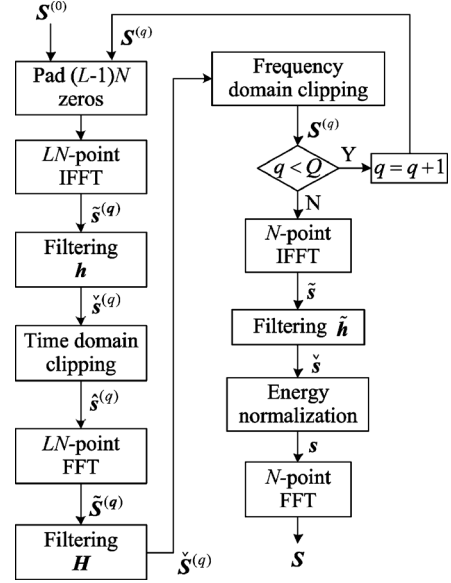 S^(0)
S^(q)
Pad (L-1)N
zeros
LN-point
IFFT
s̃^(q)
Filtering
h
š^(q)
Time domain
clipping
ŝ^(q)
LN-point
FFT
S̃^(q)
Filtering
H
Š^(q)
Frequency
domain clipping
S^(q)
q < Q
Y
q = q+1
N
N-point
IFFT
s̃
Filtering h̃
š
Energy
normalization
s
N-point
FFT
S